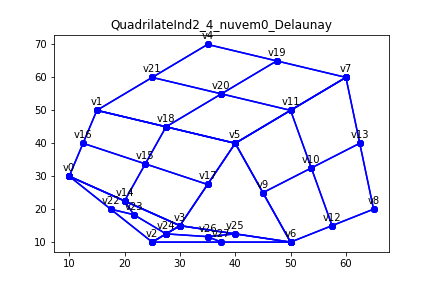 QuadrilateInd2_4_nuvem0_Delaunay
70
60
50
40
30
20
10
v4
v19
v21
v7
v20
v1
v11
v18
v16
v5
v13
v15
v10
v0
v17
v9
v14
v22
v23
v8
v3
v12
v24
v26
v25
v2
v27
v6
10
20
30
40
50
60